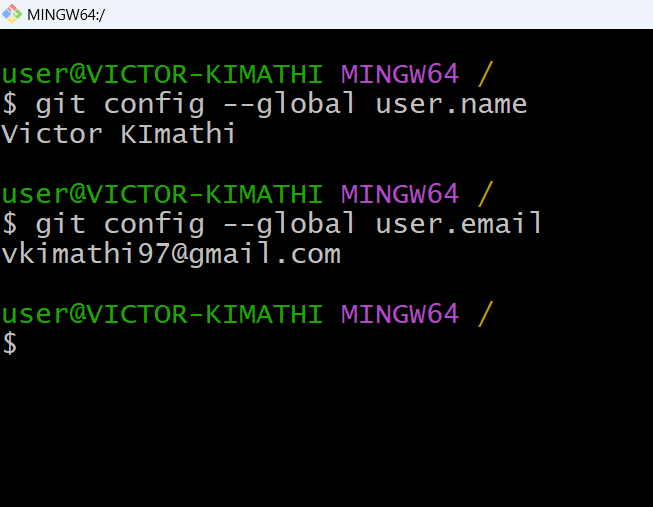 MINGW64:/
user@VICTOR-KIMATHI MINGW64 /
$ git config --global user.name
Victor KImathi
user@VICTOR-KIMATHI MINGW64 /
$ git config --global user.email
vkimathi97@gmail.com
user@VICTOR-KIMATHI MINGW64 /
$